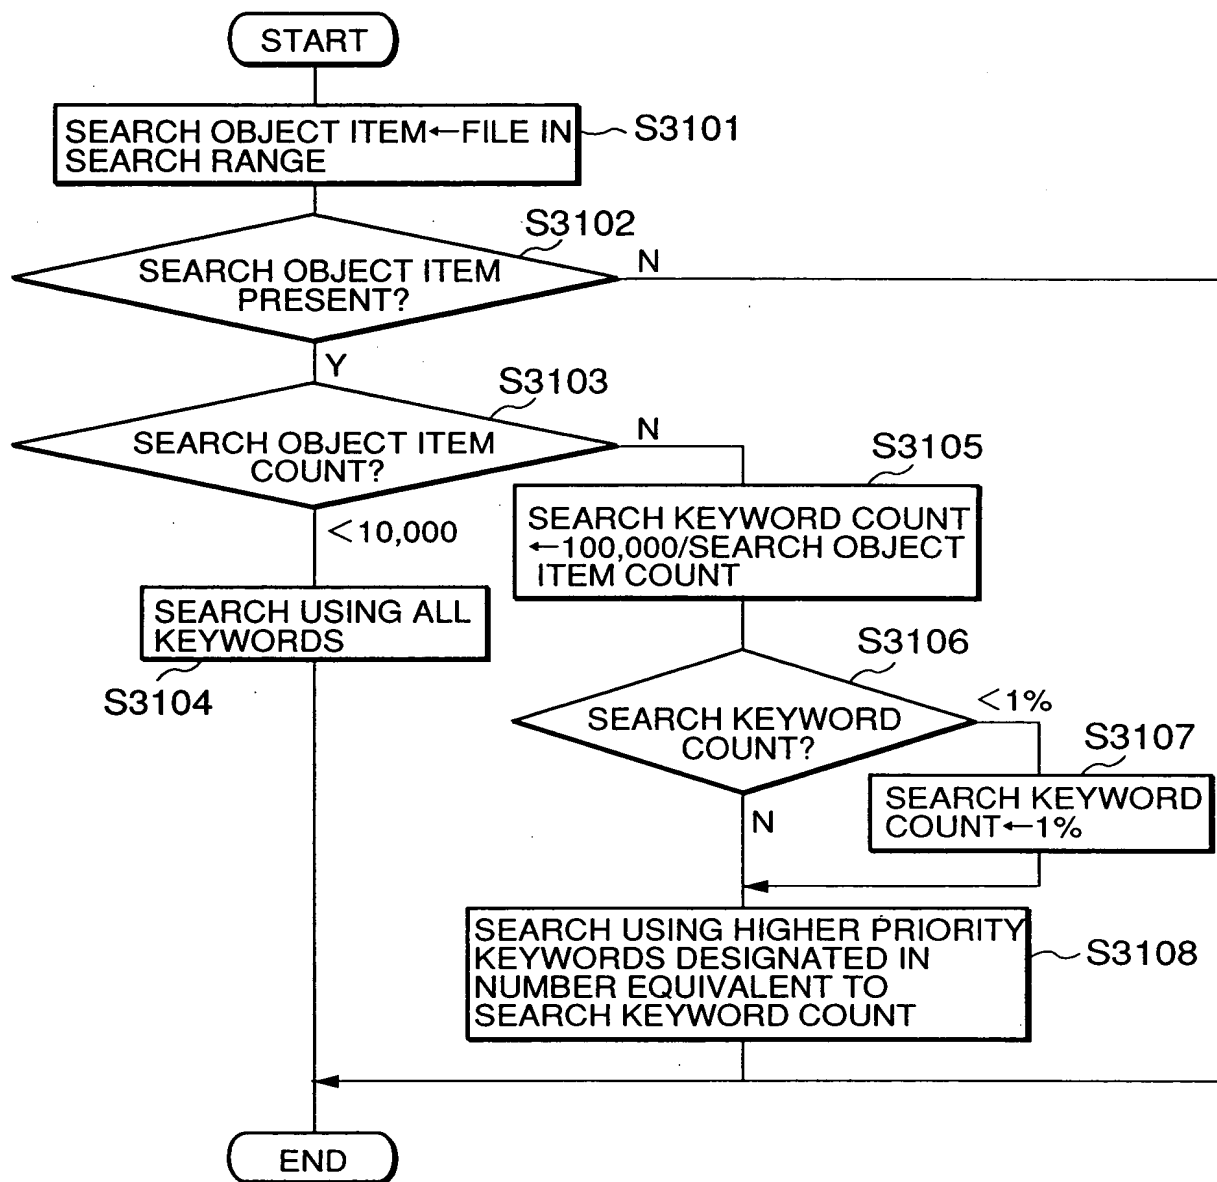 START
SEARCH OBJECT ITEM←FILE IN
SEARCH RANGE
S3101
S3102
SEARCH OBJECT ITEM
PRESENT?
N
Y
S3103
SEARCH OBJECT ITEM
COUNT?
N
<10,000
S3105
SEARCH KEYWORD COUNT
←100,000/SEARCH OBJECT
ITEM COUNT
SEARCH USING ALL
KEYWORDS
S3104
S3106
SEARCH KEYWORD
COUNT?
<1%
N
S3107
SEARCH KEYWORD
COUNT←1%
SEARCH USING HIGHER PRIORITY
KEYWORDS DESIGNATED IN
NUMBER EQUIVALENT TO
SEARCH KEYWORD COUNT
S3108
END